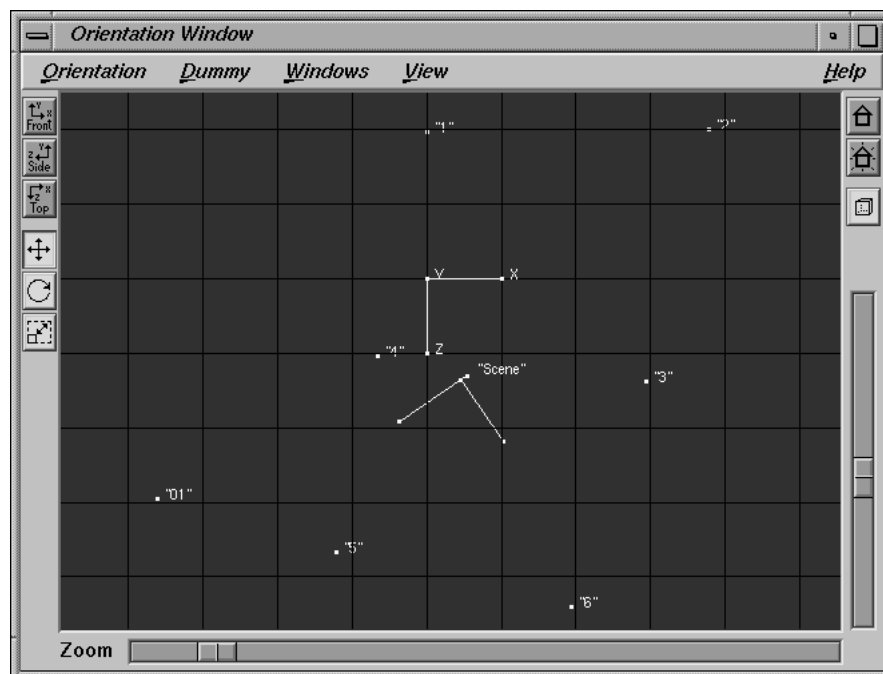 Orientation Window
Orientation Dummy Windows View Help
Y X Front
Z Y Side
X Z Top
"1" "2"
Y X
"4" Z
"Scene"
"3"
"01"
"5"
"6"
Zoom